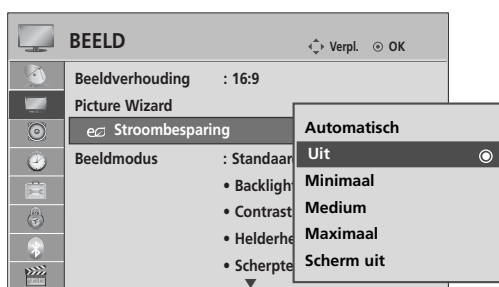 BEELD Verpl. OK
Beeldverhouding : 16:9
Picture Wizard
Stroombesparing
Beeldmodus : Standaar
• Backligh
• Contrast
• Helderhe
• Scherpte
Automatisch
Uit
Minimaal
Medium
Maximaal
Scherm uit